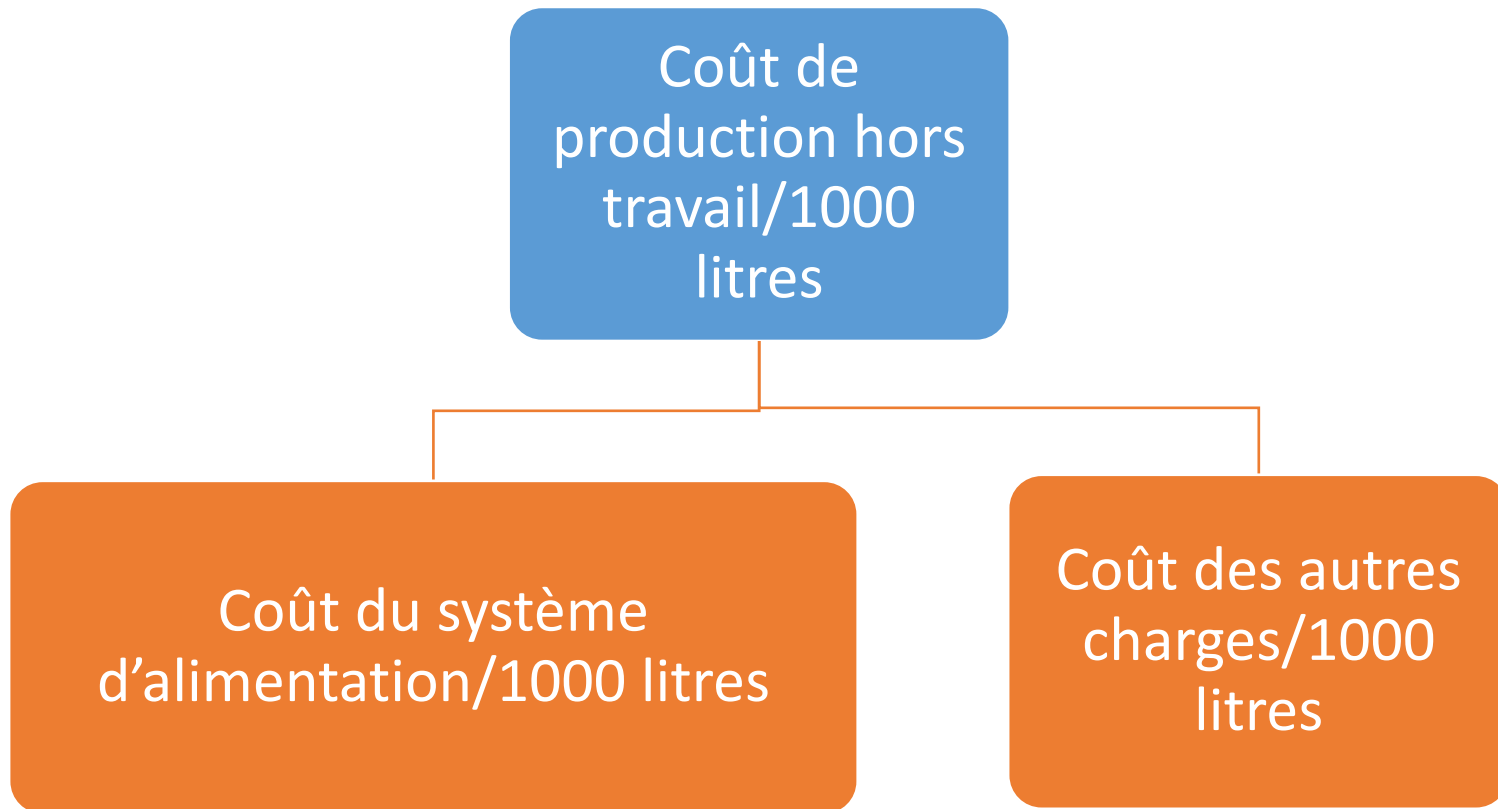 Coût de
production hors
travail/1000
litres
Coût du système
d’alimentation/1000 litres
Coût des autres
charges/1000
litres